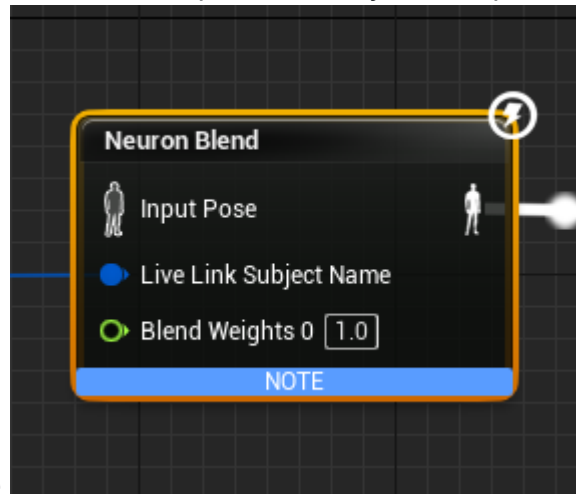 Neuron Blend
Input Pose
Live Link Subject Name
Blend Weights 0 1.0
NOTE